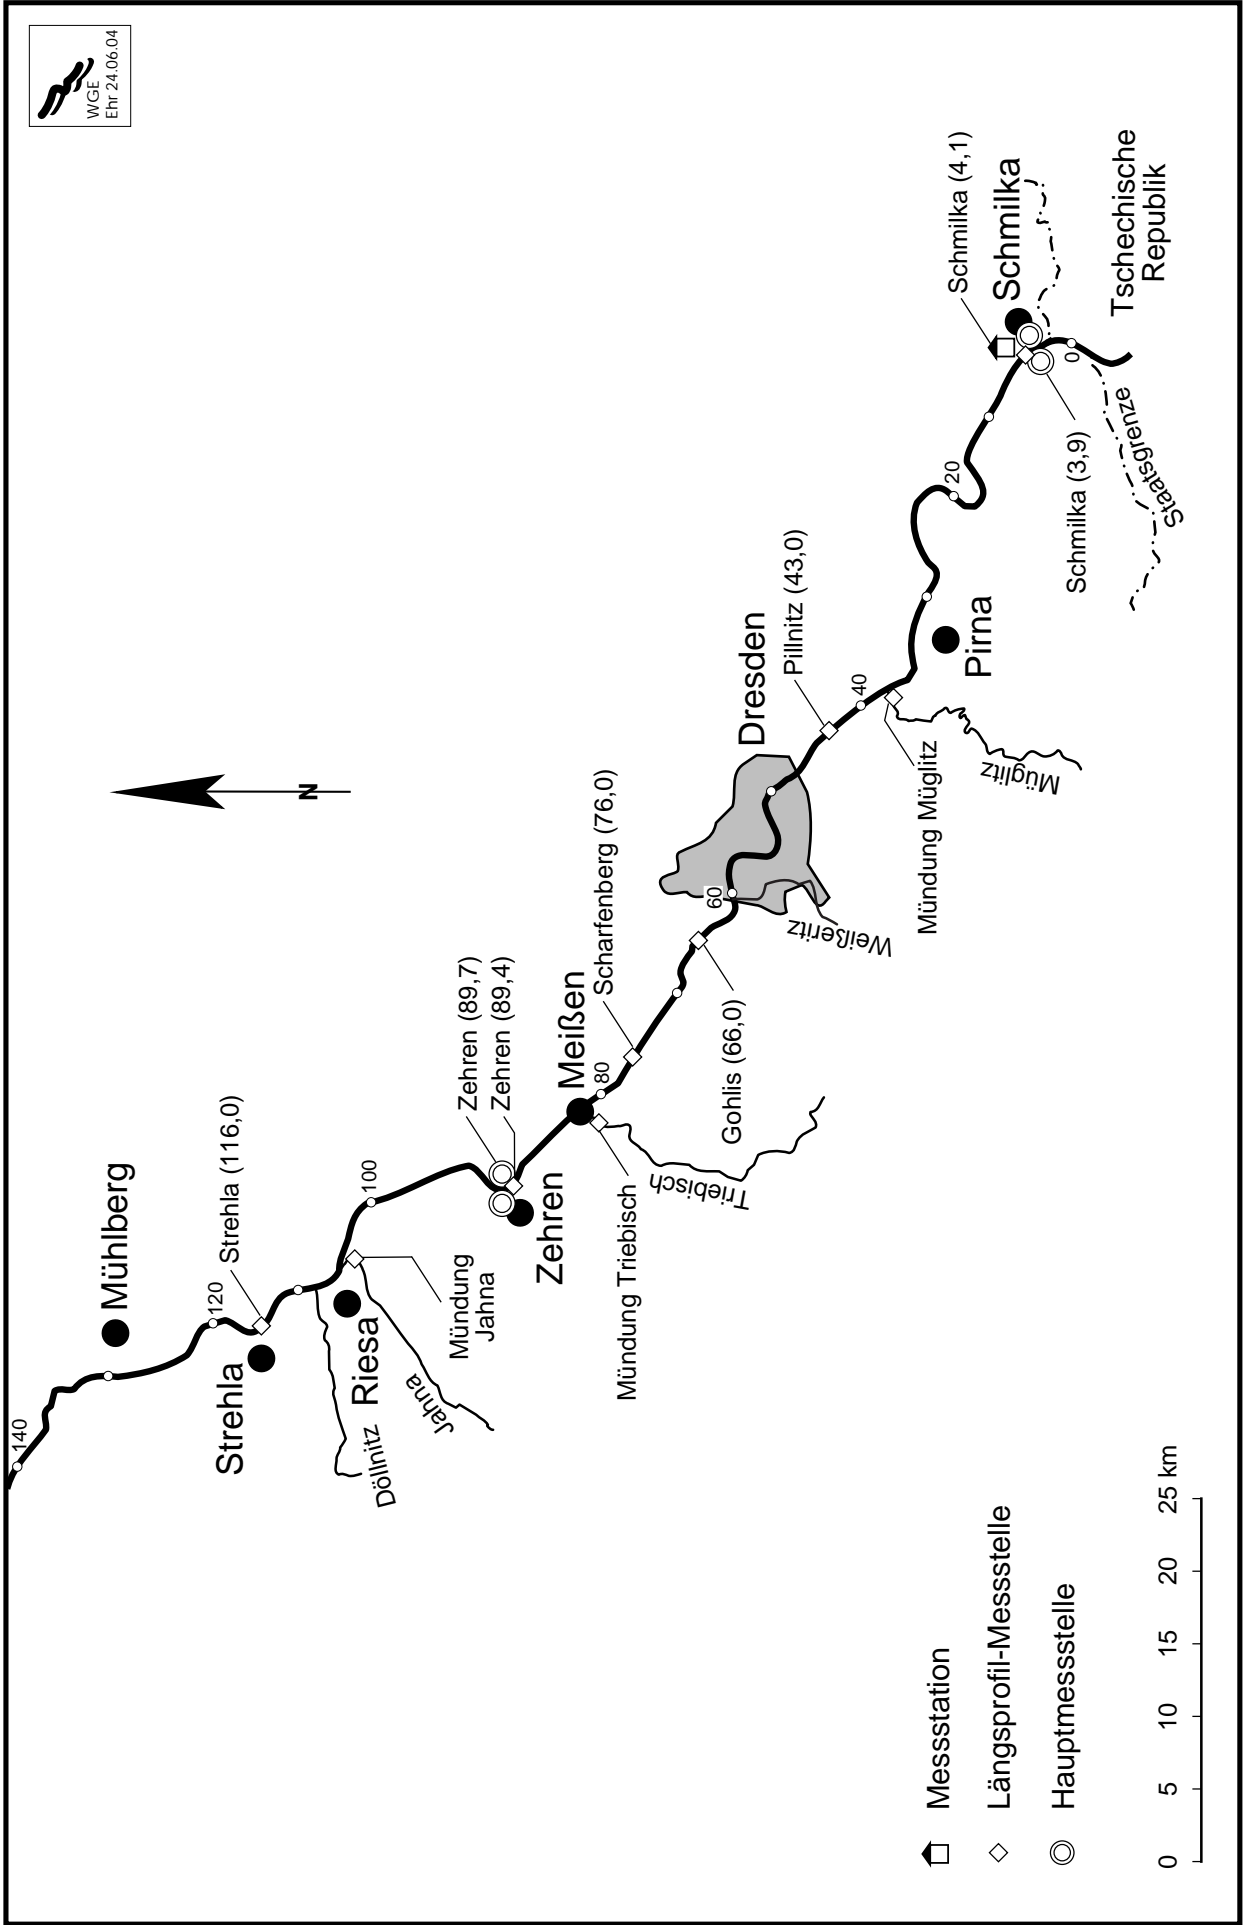 WGE
Ehr 24.06.04
N
140
Mühlberg
120
Strehla (116,0)
Strehla
Riesa
Döllnitz
Jahna
Mündung
Jahna
100
Zehren (89,7)
Zehren (89,4)
Zehren
Meißen
80
Mündung Triebisch
Triebisch
Scharfenberg (76,0)
Gohlis (66,0)
60
Weißeritz
Dresden
Pillnitz (43,0)
40
Mündung Müglitz
Müglitz
Pirna
20
Schmilka (4,1)
Schmilka
Schmilka (3,9)
0
Staatsgrenze
Tschechische
Republik
Messstation
Längsprofil-Messstelle
Hauptmessstelle
0 5 10 15 20 25 km